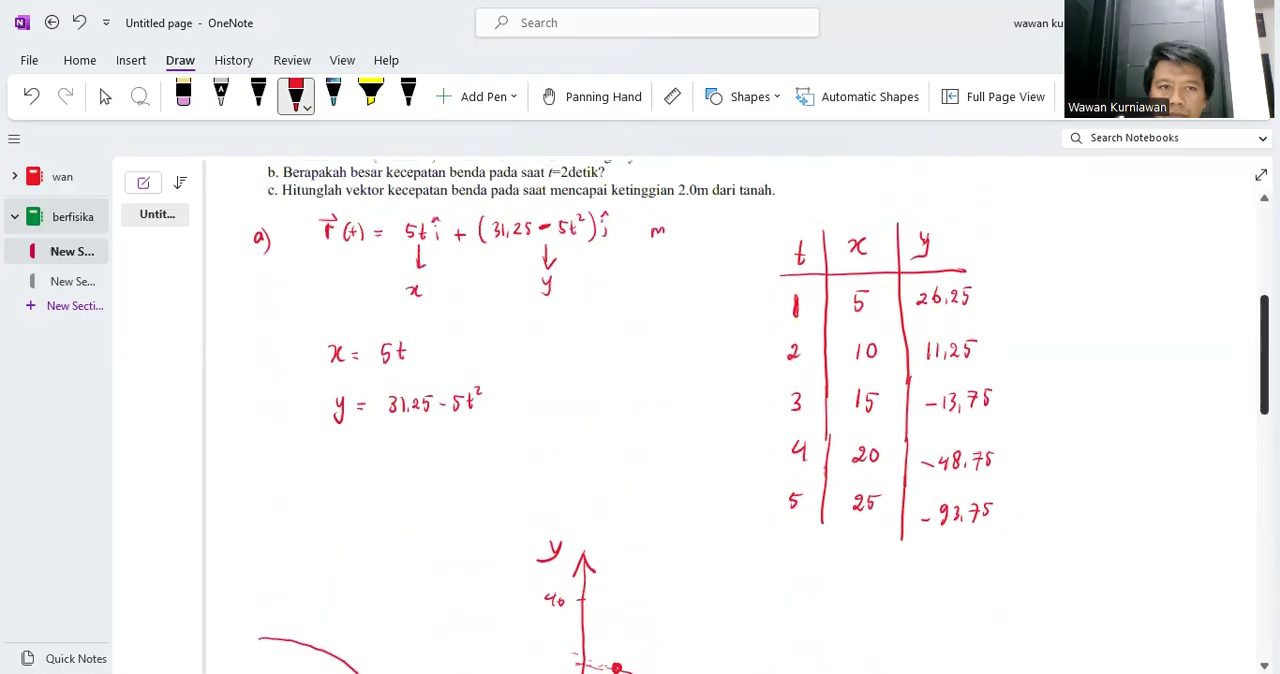 Untitled page - OneNote
Search
wawan ku
File Home Insert Draw History Review View Help
Add Pen
Panning Hand
Shapes
Automatic Shapes
Full Page View
Wawan Kurniawan
Search Notebooks
wan
berfisika
New S...
New Se...
New Secti...
Untit...
b. Berapakah besar kecepatan benda pada saat t=2detik?
c. Hitunglah vektor kecepatan benda pada saat mencapai ketinggian 2.0m dari tanah.
a) r⃗(t) = 5t î + (31,25 - 5t²) ĵ m
x y
x = 5t
y = 31,25 - 5t²
t x y
1 5 26,25
2 10 11,25
3 15 -13,75
4 20 -48,75
5 25 -93,75
y
40
Quick Notes